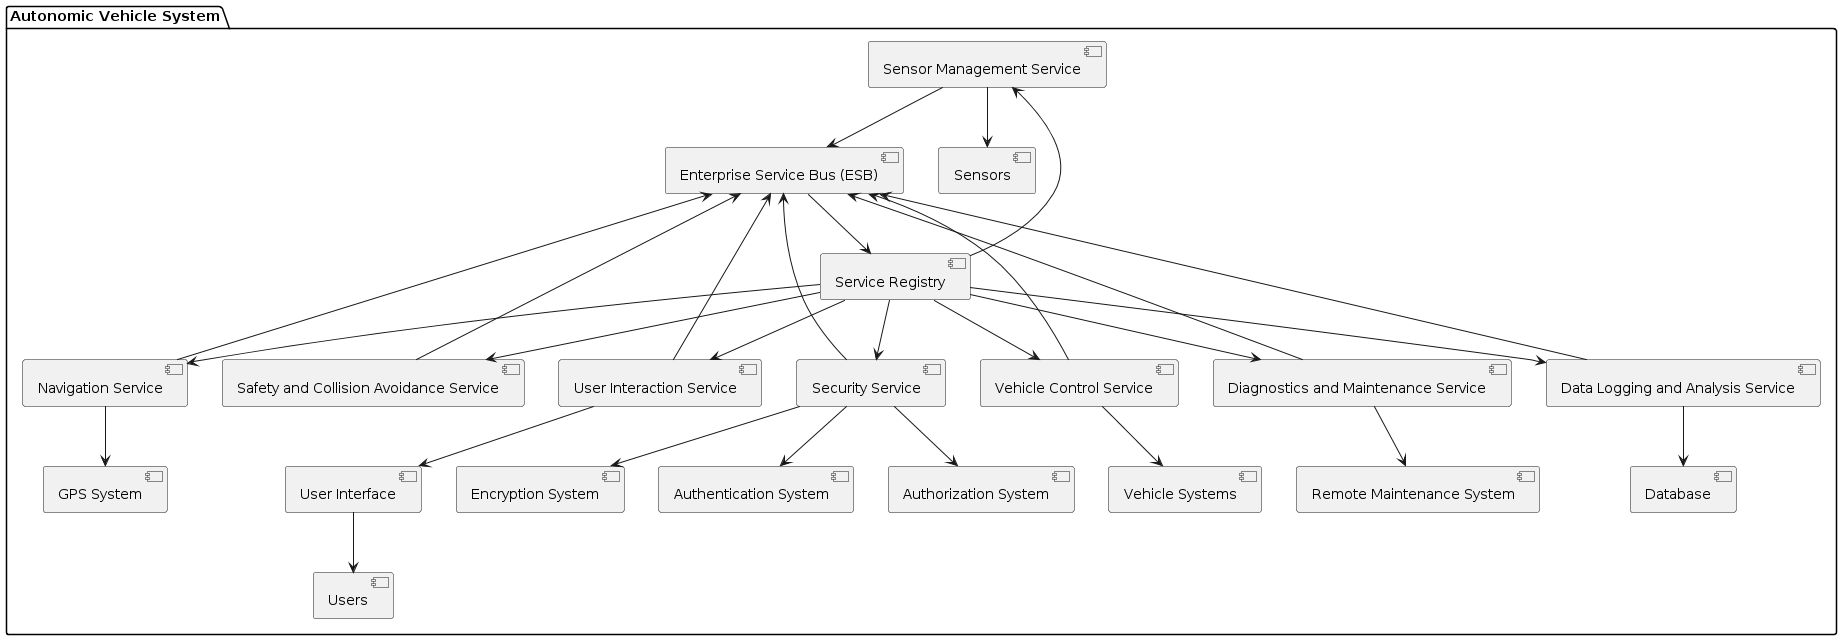 Autonomic Vehicle System
Sensor Management Service
Enterprise Service Bus (ESB)
Sensors
Service Registry
Navigation Service
Safety and Collision Avoidance Service
User Interaction Service
Security Service
Vehicle Control Service
Diagnostics and Maintenance Service
Data Logging and Analysis Service
GPS System
User Interface
Encryption System
Authentication System
Authorization System
Vehicle Systems
Remote Maintenance System
Database
Users